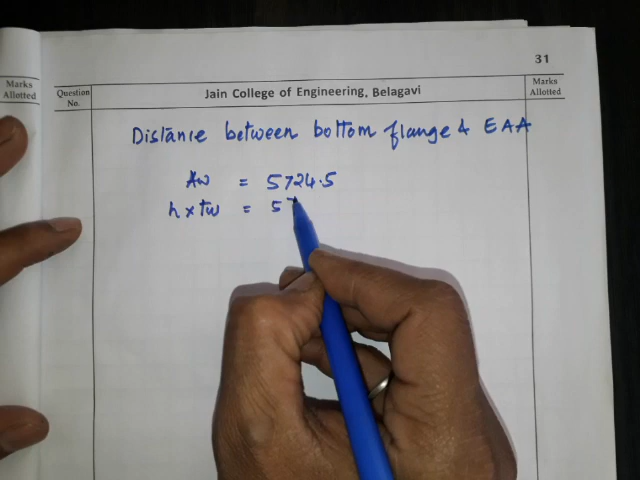 31
Marks
Allotted
Question
No.
Jain College of Engineering, Belagavi
Marks
Allotted
Distance between bottom flange & EAA
Aw = 5724.5
h x tw = 57